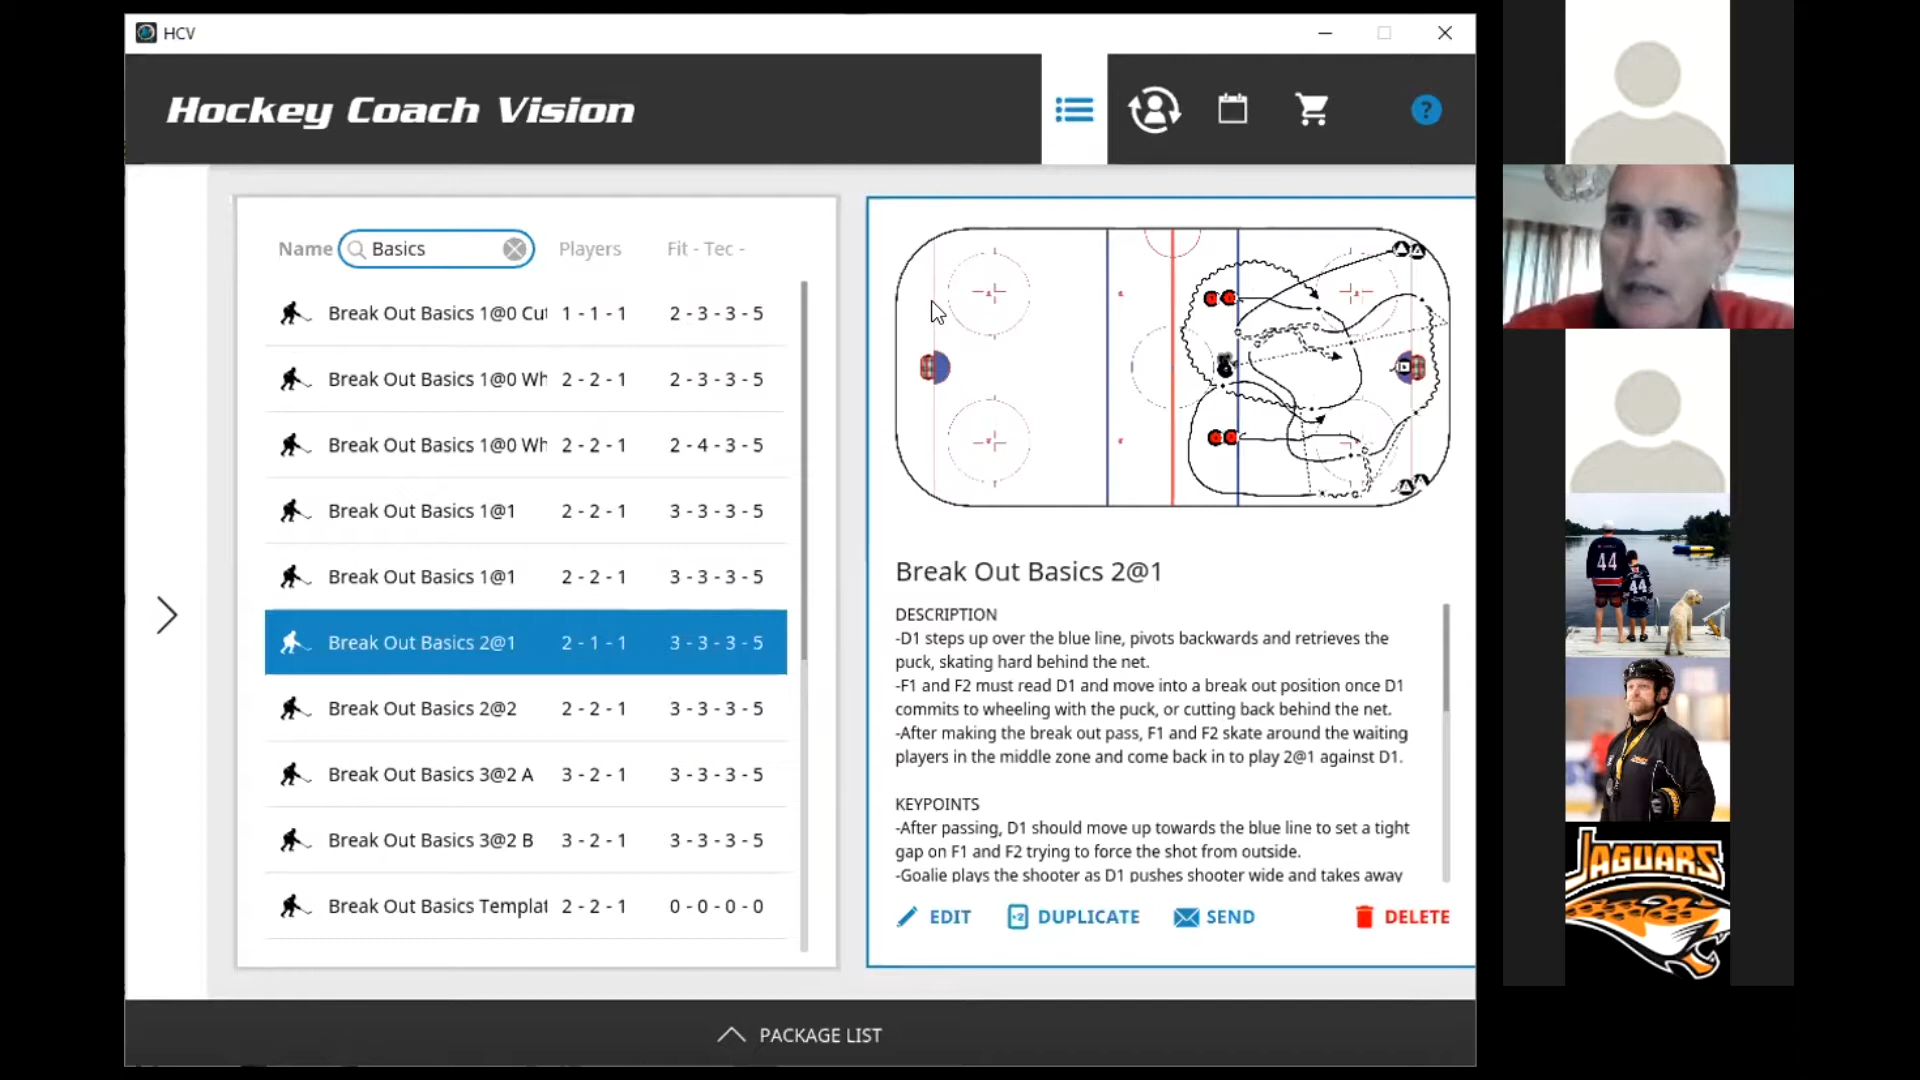 HCV
Hockey Coach Vision
?
Name Basics Players Fit - Tec -
Break Out Basics 1@0 Cut 1 - 1 - 1 2 - 3 - 3 - 5
Break Out Basics 1@0 Wh 2 - 2 - 1 2 - 3 - 3 - 5
Break Out Basics 1@0 Wh 2 - 2 - 1 2 - 4 - 3 - 5
Break Out Basics 1@1 2 - 2 - 1 3 - 3 - 3 - 5
Break Out Basics 1@1 2 - 2 - 1 3 - 3 - 3 - 5
Break Out Basics 2@1 2 - 1 - 1 3 - 3 - 3 - 5
Break Out Basics 2@2 2 - 2 - 1 3 - 3 - 3 - 5
Break Out Basics 3@2 A 3 - 2 - 1 3 - 3 - 3 - 5
Break Out Basics 3@2 B 3 - 2 - 1 3 - 3 - 3 - 5
Break Out Basics Templat 2 - 2 - 1 0 - 0 - 0 - 0
Break Out Basics 2@1
DESCRIPTION
-D1 steps up over the blue line, pivots backwards and retrieves the
puck, skating hard behind the net.
-F1 and F2 must read D1 and move into a break out position once D1
commits to wheeling with the puck, or cutting back behind the net.
-After making the break out pass, F1 and F2 skate around the waiting
players in the middle zone and come back in to play 2@1 against D1.
KEYPOINTS
-After passing, D1 should move up towards the blue line to set a tight
gap on F1 and F2 trying to force the shot from outside.
-Goalie plays the shooter as D1 pushes shooter wide and takes away
EDIT DUPLICATE SEND DELETE
PACKAGE LIST
44
44
JAGUARS